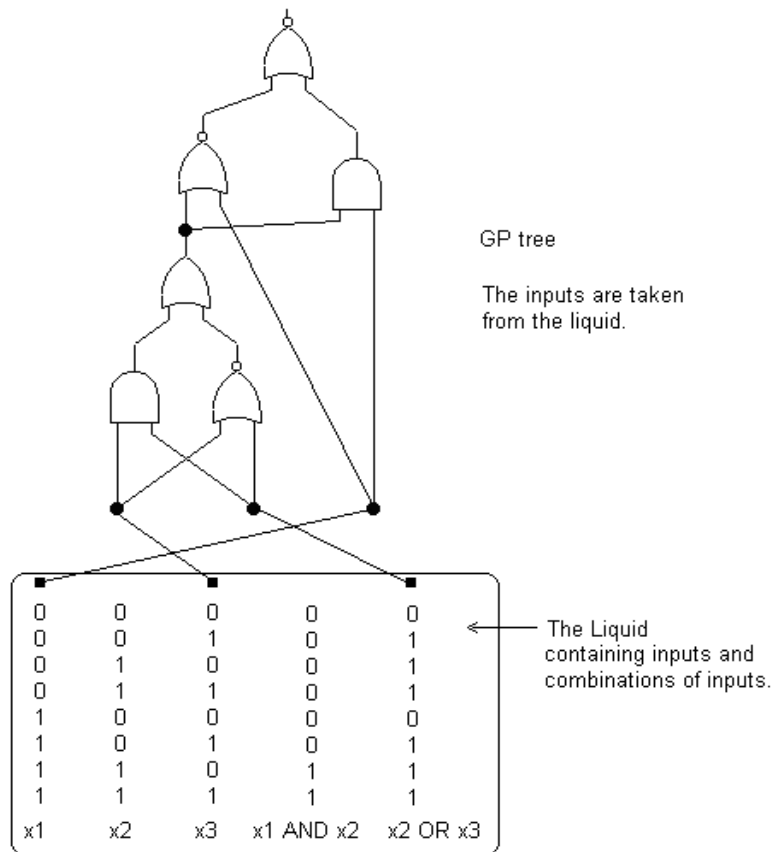 GP tree
The inputs are taken
from the liquid.
0 0 0 0 0
0 0 1 0 1
0 1 0 0 1
0 1 1 0 1
1 0 0 0 0
1 0 1 0 1
1 1 0 1 1
1 1 1 1 1
x1 x2 x3 x1 AND x2 x2 OR x3
The Liquid
containing inputs and
combinations of inputs.